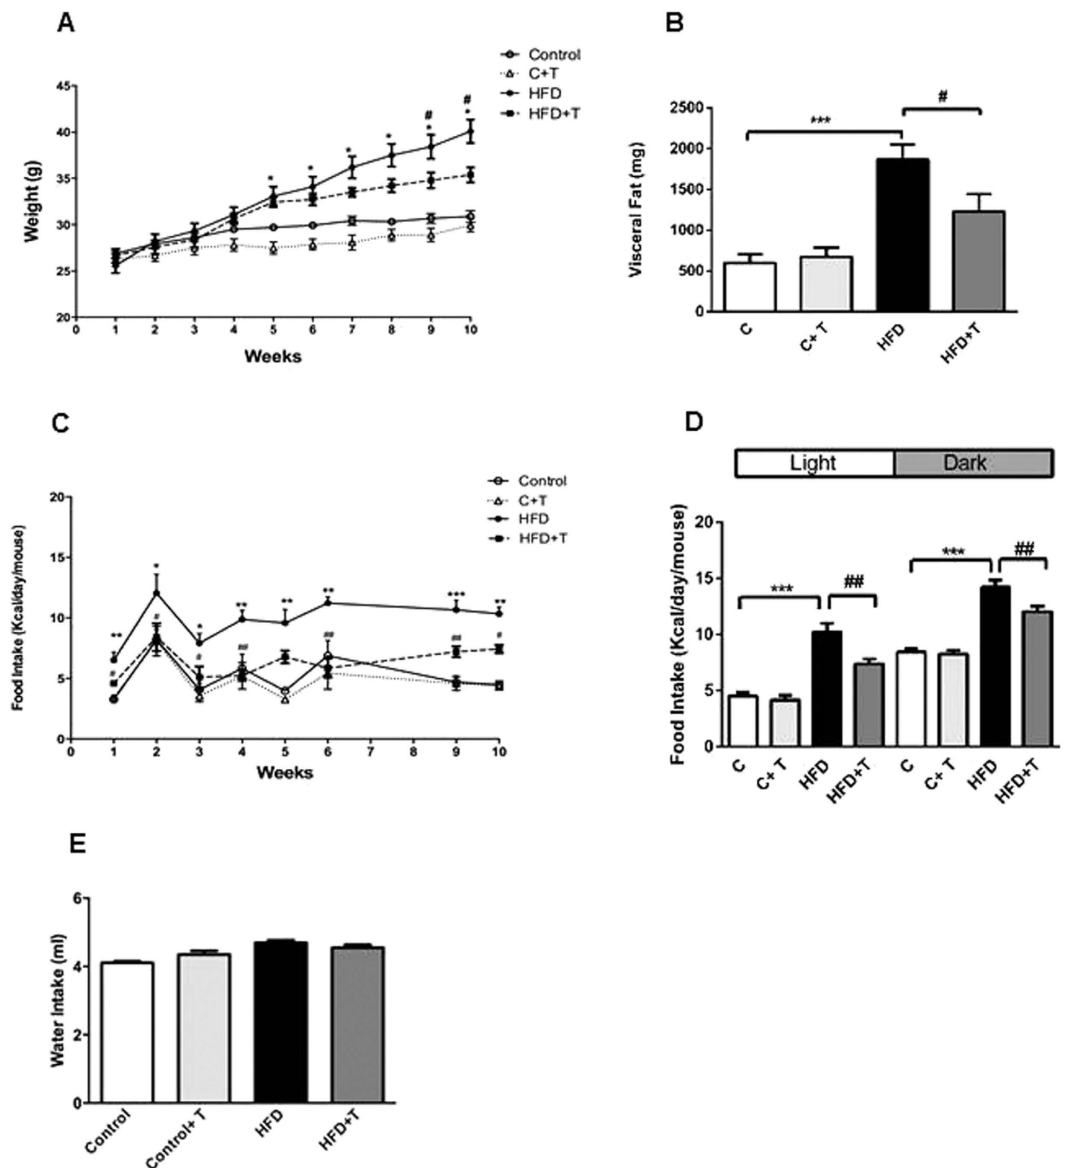 A
Control
C+T
HFD
HFD+T
45
40
35
30
25
20
# #
* * * * * *
Weight (g)
0 1 2 3 4 5 6 7 8 9 10
Weeks
B
2500
2000
1500
1000
500
0
***
#
Visceral Fat (mg)
C
C+ T
HFD
HFD+T
C
Control
C+T
HFD
HFD+T
20
15
10
5
0
** * * ** ** ** *** **
# # # ## ## ## #
Food Intake (Kcal/day/mouse)
0 1 2 3 4 5 6 7 8 9 10
Weeks
D
Light Dark
20
15
10
5
0
*** ## *** ##
Food Intake (Kcal/day/mouse)
C
C+ T
HFD
HFD+T
C
C+ T
HFD
HFD+T
E
6
4
2
0
Water Intake (ml)
Control
Control+ T
HFD
HFD+T